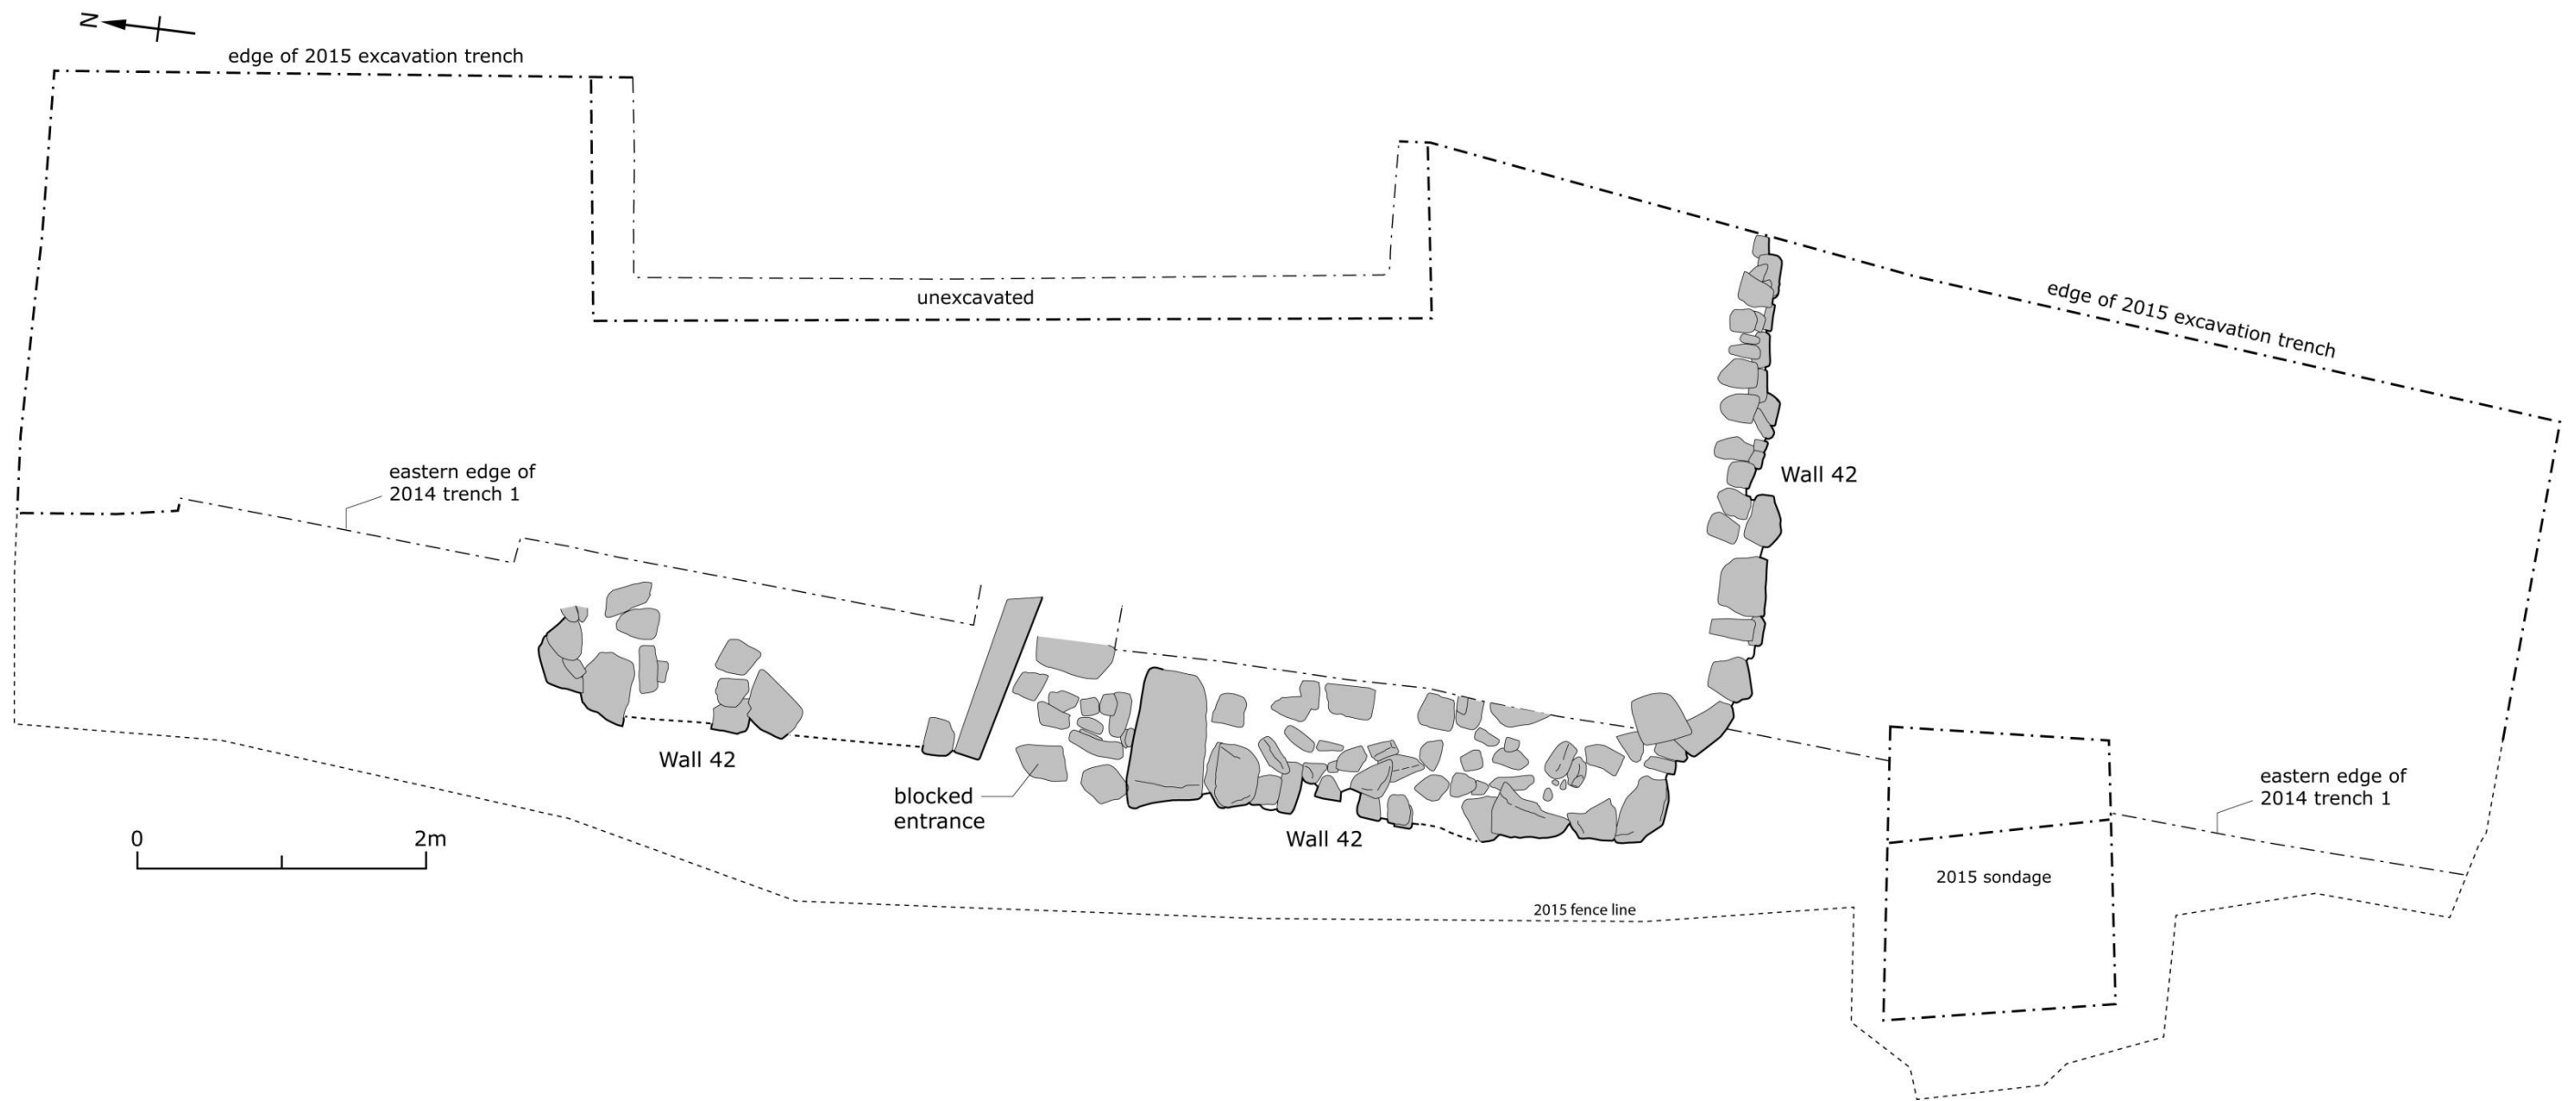 N
edge of 2015 excavation trench
unexcavated
edge of 2015 excavation trench
eastern edge of
2014 trench 1
Wall 42
Wall 42
blocked
entrance
Wall 42
eastern edge of
2014 trench 1
0 2m
2015 sondage
2015 fence line